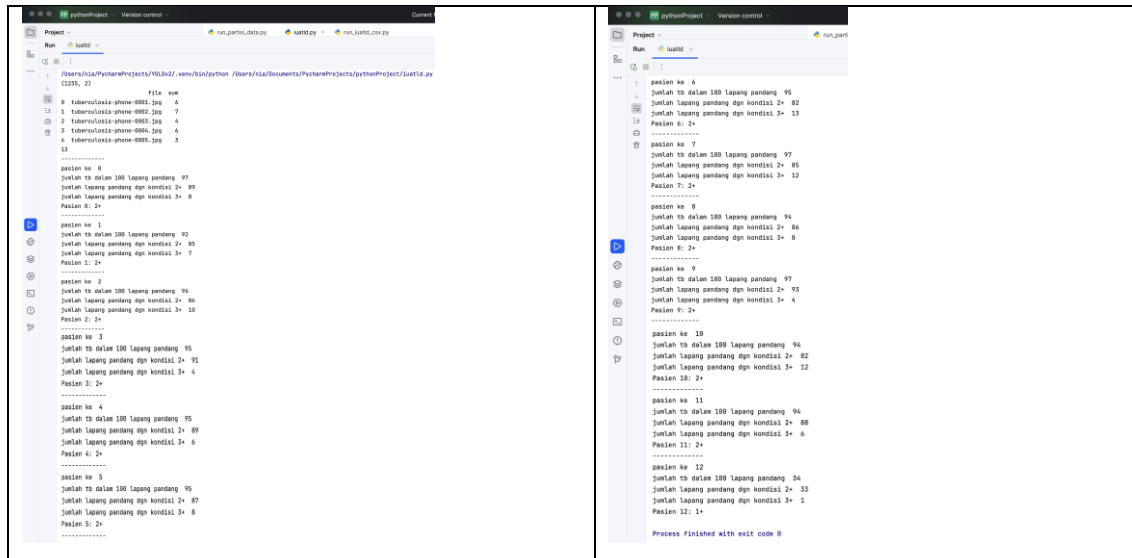 pythonProject Version control Current
Project
run_partisi_data.py iuatld.py run_iuatld_csv.py
Run iuatld
/Users/nia/PycharmProjects/YOLOv2/.venv/bin/python /Users/nia/Documents/PycharmProjects/pythonProject/iuatld.py
(1235, 2)
file sum
0 tuberculosis-phone-0001.jpg 6
1 tuberculosis-phone-0002.jpg 7
2 tuberculosis-phone-0003.jpg 4
3 tuberculosis-phone-0004.jpg 6
4 tuberculosis-phone-0005.jpg 3
13
-------------
pasien ke 0
jumlah tb dalam 100 lapang pandang 97
jumlah lapang pandang dgn kondisi 2+ 89
jumlah lapang pandang dgn kondisi 3+ 8
Pasien 0: 2+
-------------
pasien ke 1
jumlah tb dalam 100 lapang pandang 92
jumlah lapang pandang dgn kondisi 2+ 85
jumlah lapang pandang dgn kondisi 3+ 7
Pasien 1: 2+
-------------
pasien ke 2
jumlah tb dalam 100 lapang pandang 96
jumlah lapang pandang dgn kondisi 2+ 86
jumlah lapang pandang dgn kondisi 3+ 10
Pasien 2: 2+
-------------
pasien ke 3
jumlah tb dalam 100 lapang pandang 95
jumlah lapang pandang dgn kondisi 2+ 91
jumlah lapang pandang dgn kondisi 3+ 4
Pasien 3: 2+
-------------
pasien ke 4
jumlah tb dalam 100 lapang pandang 95
jumlah lapang pandang dgn kondisi 2+ 89
jumlah lapang pandang dgn kondisi 3+ 6
Pasien 4: 2+
-------------
pasien ke 5
jumlah tb dalam 100 lapang pandang 95
jumlah lapang pandang dgn kondisi 2+ 87
jumlah lapang pandang dgn kondisi 3+ 8
Pasien 5: 2+
-------------
pythonProject Version control
Project
run_parti
Run iuatld
pasien ke 6
jumlah tb dalam 100 lapang pandang 95
jumlah lapang pandang dgn kondisi 2+ 82
jumlah lapang pandang dgn kondisi 3+ 13
Pasien 6: 2+
-------------
pasien ke 7
jumlah tb dalam 100 lapang pandang 97
jumlah lapang pandang dgn kondisi 2+ 85
jumlah lapang pandang dgn kondisi 3+ 12
Pasien 7: 2+
-------------
pasien ke 8
jumlah tb dalam 100 lapang pandang 94
jumlah lapang pandang dgn kondisi 2+ 86
jumlah lapang pandang dgn kondisi 3+ 8
Pasien 8: 2+
-------------
pasien ke 9
jumlah tb dalam 100 lapang pandang 97
jumlah lapang pandang dgn kondisi 2+ 93
jumlah lapang pandang dgn kondisi 3+ 4
Pasien 9: 2+
-------------
pasien ke 10
jumlah tb dalam 100 lapang pandang 94
jumlah lapang pandang dgn kondisi 2+ 82
jumlah lapang pandang dgn kondisi 3+ 12
Pasien 10: 2+
-------------
pasien ke 11
jumlah tb dalam 100 lapang pandang 94
jumlah lapang pandang dgn kondisi 2+ 88
jumlah lapang pandang dgn kondisi 3+ 6
Pasien 11: 2+
-------------
pasien ke 12
jumlah tb dalam 100 lapang pandang 34
jumlah lapang pandang dgn kondisi 2+ 33
jumlah lapang pandang dgn kondisi 3+ 1
Pasien 12: 1+
Process finished with exit code 0